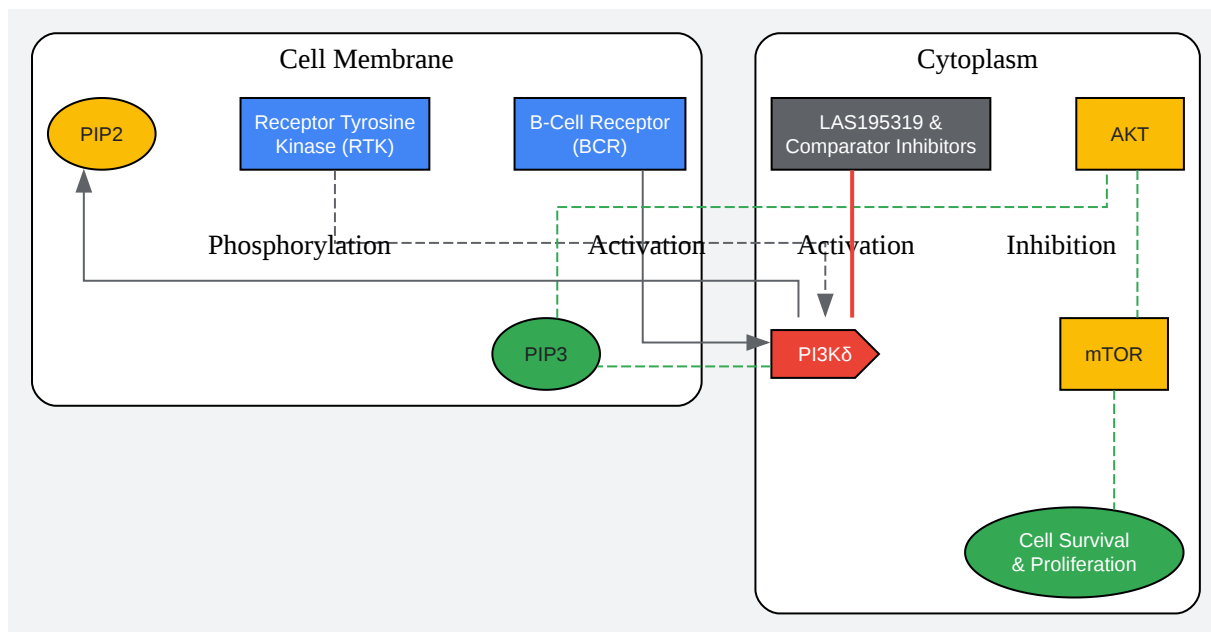 Cell Membrane
Cytoplasm
PIP2
Receptor Tyrosine
Kinase (RTK)
B-Cell Receptor
(BCR)
LAS195319 &
Comparator Inhibitors
AKT
Phosphorylation
Activation
Activation
Inhibition
PIP3
PI3Kδ
mTOR
Cell Survival
& Proliferation